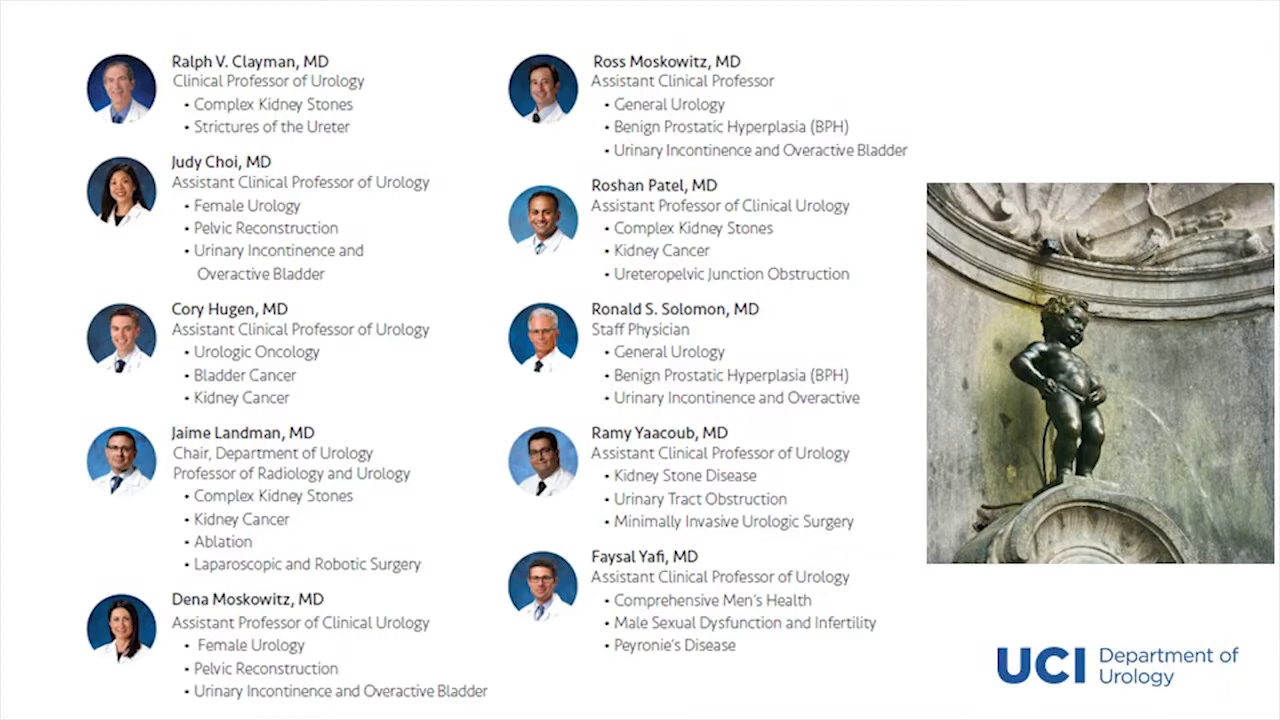 Ralph V. Clayman, MD
Clinical Professor of Urology
• Complex Kidney Stones
• Strictures of the Ureter
Judy Choi, MD
Assistant Clinical Professor of Urology
• Female Urology
• Pelvic Reconstruction
• Urinary Incontinence and
Overactive Bladder
Cory Hugen, MD
Assistant Clinical Professor of Urology
• Urologic Oncology
• Bladder Cancer
• Kidney Cancer
Jaime Landman, MD
Chair, Department of Urology
Professor of Radiology and Urology
• Complex Kidney Stones
• Kidney Cancer
• Ablation
• Laparoscopic and Robotic Surgery
Dena Moskowitz, MD
Assistant Professor of Clinical Urology
• Female Urology
• Pelvic Reconstruction
• Urinary Incontinence and Overactive Bladder
Ross Moskowitz, MD
Assistant Clinical Professor
• General Urology
• Benign Prostatic Hyperplasia (BPH)
• Urinary Incontinence and Overactive Bladder
Roshan Patel, MD
Assistant Professor of Clinical Urology
• Complex Kidney Stones
• Kidney Cancer
• Ureteropelvic Junction Obstruction
Ronald S. Solomon, MD
Staff Physician
• General Urology
• Benign Prostatic Hyperplasia (BPH)
• Urinary Incontinence and Overactive
Ramy Yaacoub, MD
Assistant Clinical Professor of Urology
• Kidney Stone Disease
• Urinary Tract Obstruction
• Minimally Invasive Urologic Surgery
Faysal Yafi, MD
Assistant Clinical Professor of Urology
• Comprehensive Men's Health
• Male Sexual Dysfunction and Infertility
• Peyronie's Disease
UCI Department of
Urology